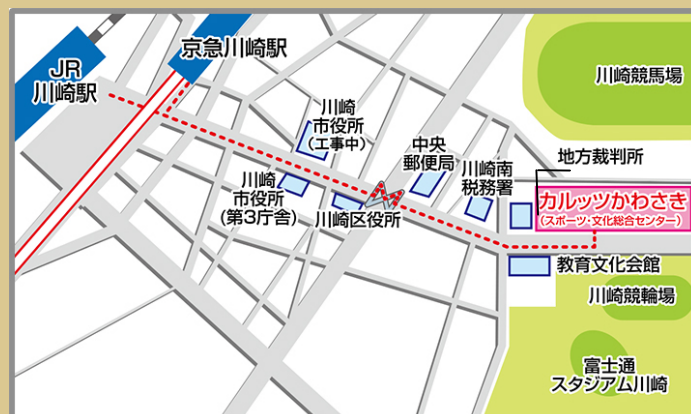 JR
川崎駅
京急川崎駅
川崎競馬場
川崎
市役所
(工事中)
中央
郵便局
地方裁判所
川崎南
税務署
川崎
市役所
(第3庁舎)
川崎区役所
カルッツかわさき
(スポーツ・文化総合センター)
教育文化会館
川崎競輪場
富士通
スタジアム川崎